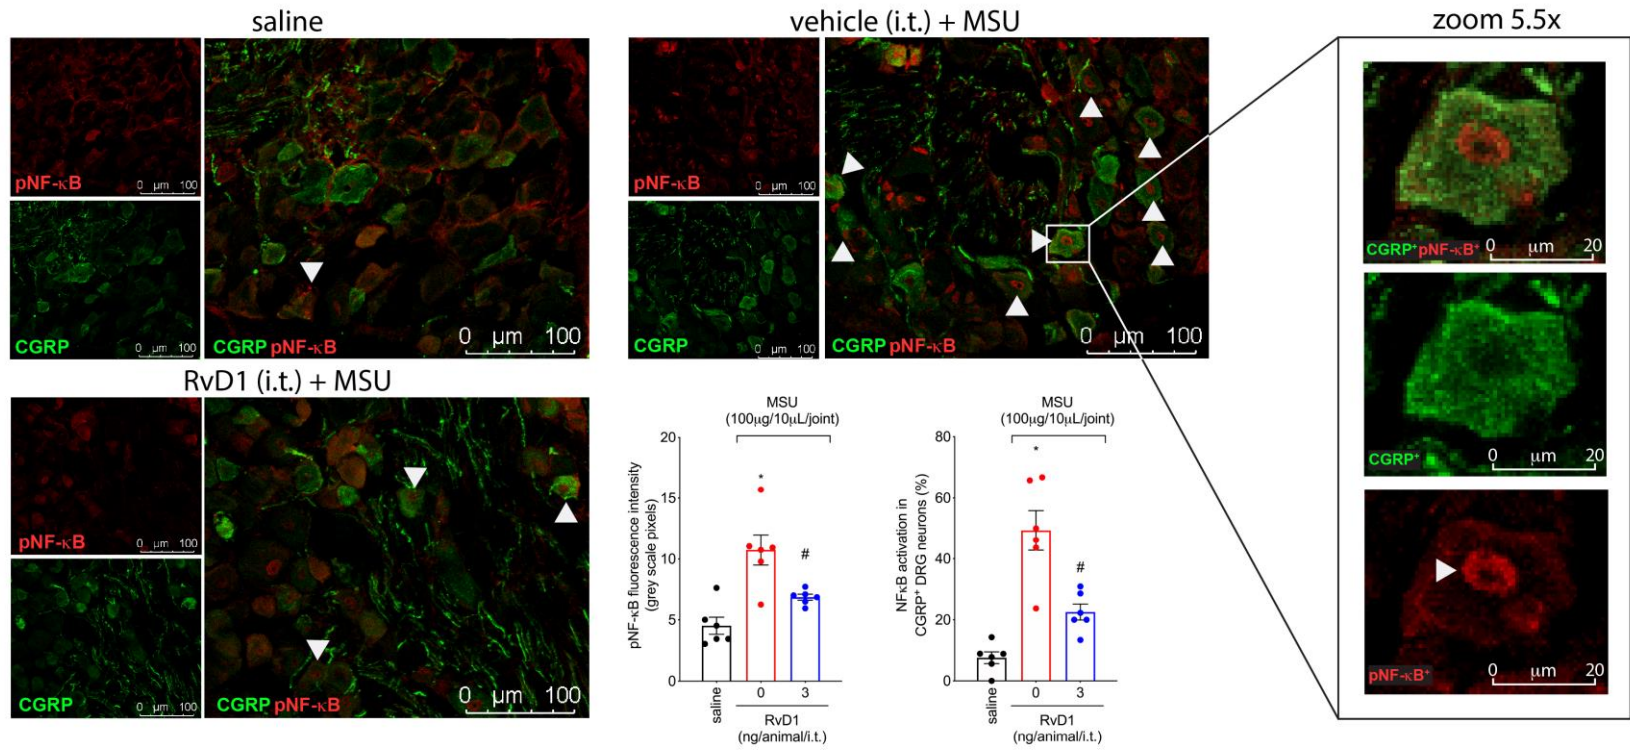 saline
pNF-κB
0 µm 100
CGRP
0 µm 100
CGRP pNF-κB
0 µm 100
vehicle (i.t.) + MSU
pNF-κB
0 µm 100
CGRP
0 µm 100
CGRP pNF-κB
0 µm 100
zoom 5.5x
CGRP⁺pNF-κB⁺
0 µm 20
CGRP⁺
0 µm 20
pNF-κB⁺
0 µm 20
RvD1 (i.t.) + MSU
pNF-κB
0 µm 100
CGRP
0 µm 100
CGRP pNF-κB
0 µm 100
MSU
(100µg/10µL/joint)
pNF-κB fluorescence intensity
(grey scale pixels)
20
15
10
5
0
*
#
saline
0
3
RvD1
(ng/animal/i.t.)
MSU
(100µg/10µL/joint)
NFκB activation in
CGRP⁺ DRG neurons (%)
80
60
40
20
0
*
#
saline
0
3
RvD1
(ng/animal/i.t.)